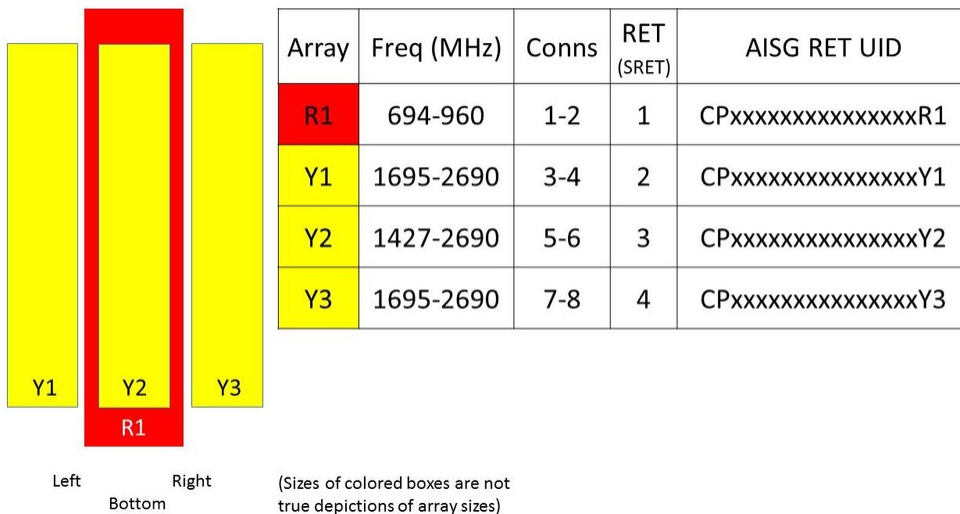 Array Freq (MHz) Conns RET (SRET) AISG RET UID
R1 694-960 1-2 1 CPxxxxxxxxxxxxxxxR1
Y1 1695-2690 3-4 2 CPxxxxxxxxxxxxxxxY1
Y2 1427-2690 5-6 3 CPxxxxxxxxxxxxxxxY2
Y3 1695-2690 7-8 4 CPxxxxxxxxxxxxxxxY3
Y1 Y2 Y3
R1
Left Right
Bottom
(Sizes of colored boxes are not
true depictions of array sizes)